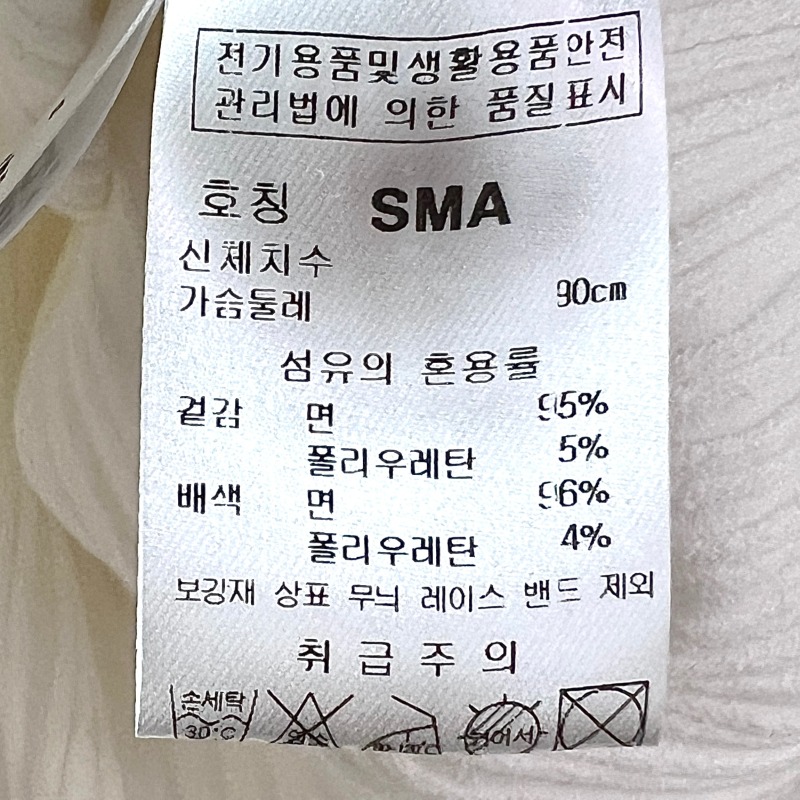 전기용품및생활용품안전
관리법에 의한 품질표시
호칭 SMA
신체치수
가슴둘레 90cm
섬유의 혼용률
겉감 면 95%
폴리우레탄 5%
배색 면 96%
폴리우레탄 4%
보강재 상표 무늬 레이스 밴드 제외
취급주의
손세탁
30°C